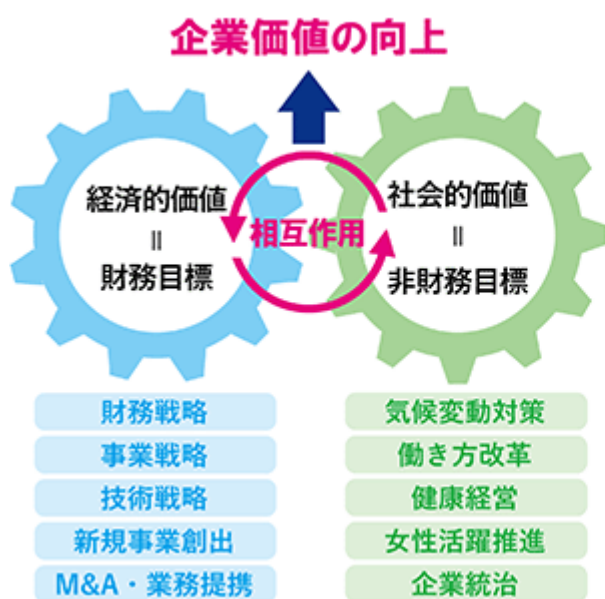 企業価値の向上
経済的価値
=
財務目標
相互作用
社会的価値
=
非財務目標
財務戦略
事業戦略
技術戦略
新規事業創出
M&A・業務提携
気候変動対策
働き方改革
健康経営
女性活躍推進
企業統治